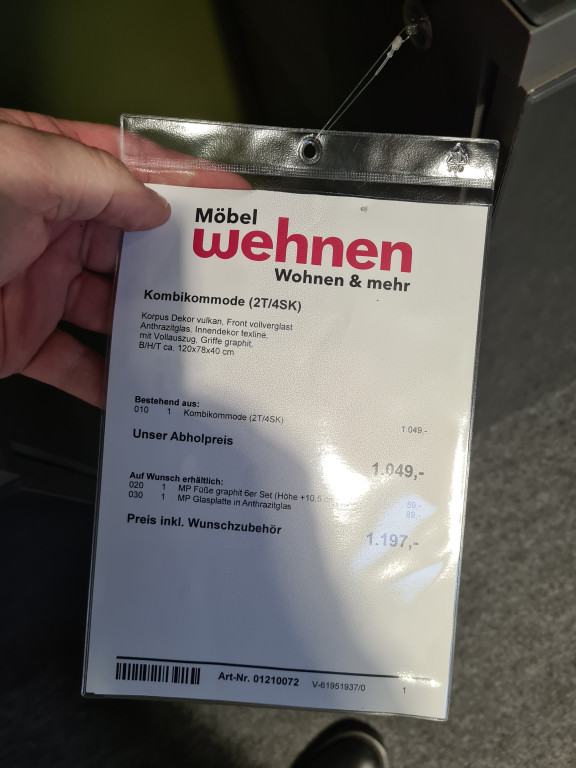 Möbel
wehnen
Wohnen & mehr
Kombikommode (2T/4SK)
Korpus Dekor vulkan, Front vollverglast
Anthrazitglas, Innendekor texline,
mit Vollauszug, Griffe graphit,
B/H/T ca. 120x78x40 cm
Bestehend aus:
010 1 Kombikommode (2T/4SK) 1.049,-
Unser Abholpreis 1.049,-
Auf Wunsch erhältlich:
020 1 MP Füße graphit 6er Set (Höhe +10,5 59,-
030 1 MP Glasplatte in Anthrazitglas 89,-
Preis inkl. Wunschzubehör 1.197,-
Art-Nr. 01210072 V-61951937/0 1